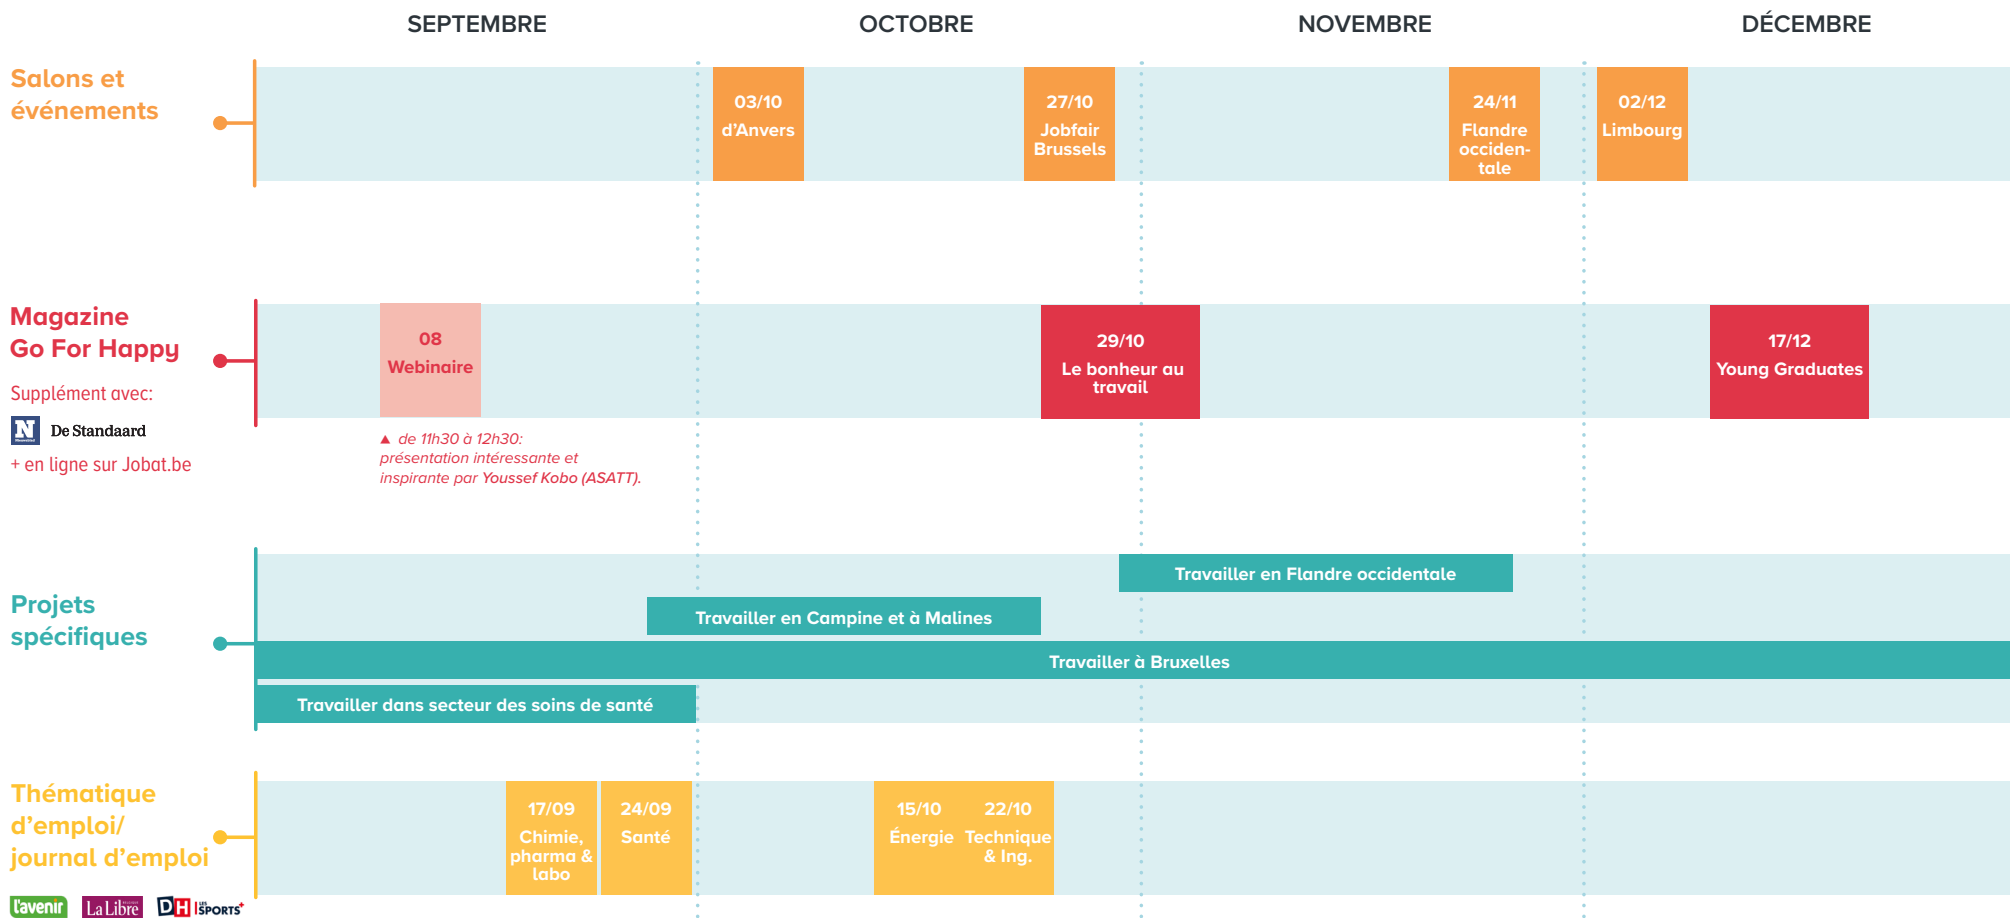 SEPTEMBRE
OCTOBRE
NOVEMBRE
DÉCEMBRE
Salons et
événements
03/10
d'Anvers
27/10
Jobfair
Brussels
24/11
Flandre
occiden-
tale
02/12
Limbourg
Magazine
Go For Happy
Supplément avec:
N
De Standaard
+ en ligne sur Jobat.be
08
Webinaire
▲ de 11h30 à 12h30:
présentation intéressante et
inspirante par Youssef Kobo (ASATT).
29/10
Le bonheur au
travail
17/12
Young Graduates
Projets
spécifiques
Travailler en Flandre occidentale
Travailler en Campine et à Malines
Travailler à Bruxelles
Travailler dans secteur des soins de santé
Thématique
d'emploi/
journal d'emploi
l'avenir
La Libre
DH LES SPORTS+
17/09
Chimie,
pharma &
labo
24/09
Santé
15/10
Énergie
22/10
Technique
& Ing.